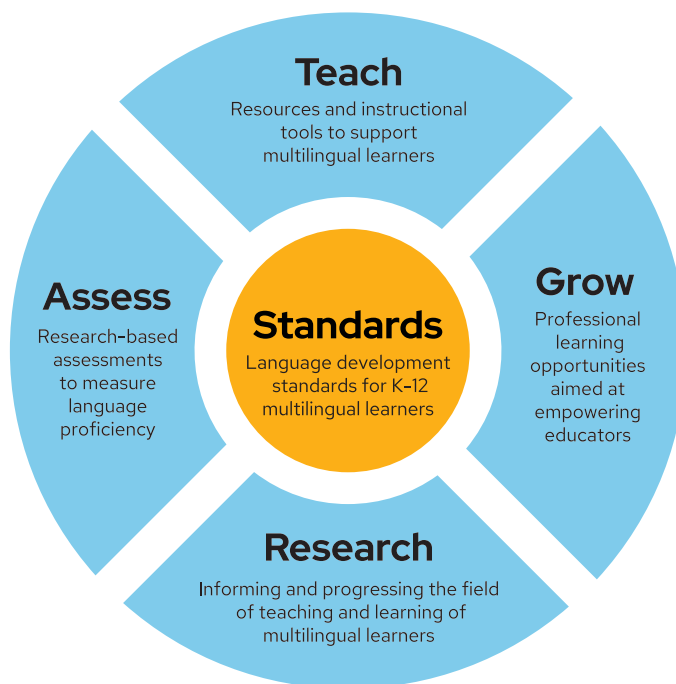 Teach
Resources and instructional
tools to support
multilingual learners
Assess
Research-based
assessments
to measure
language
proficiency
Standards
Language development
standards for K-12
multilingual learners
Grow
Professional
learning
opportunities
aimed at
empowering
educators
Research
Informing and progressing the field
of teaching and learning of
multilingual learners